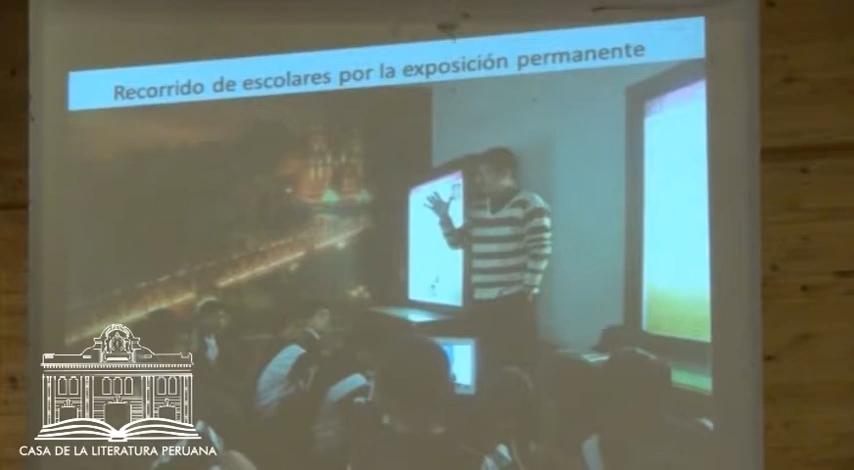 Recorrido de escolares por la exposición permanente
CASA DE LA LITERATURA PERUANA